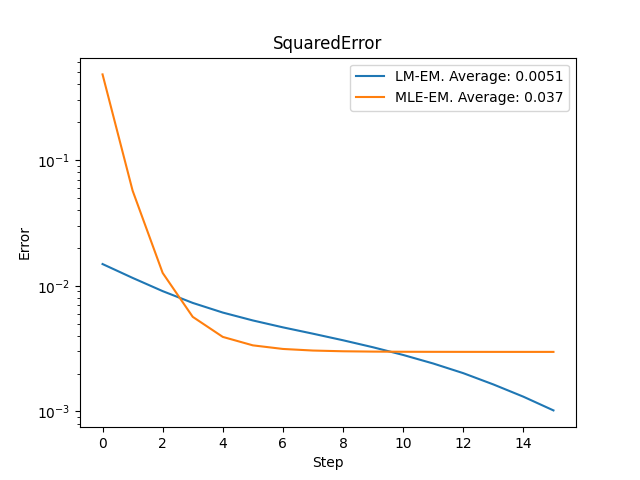 SquaredError
LM-EM. Average: 0.0051
MLE-EM. Average: 0.037
Error
10⁻¹
10⁻²
10⁻³
0 2 4 6 8 10 12 14
Step